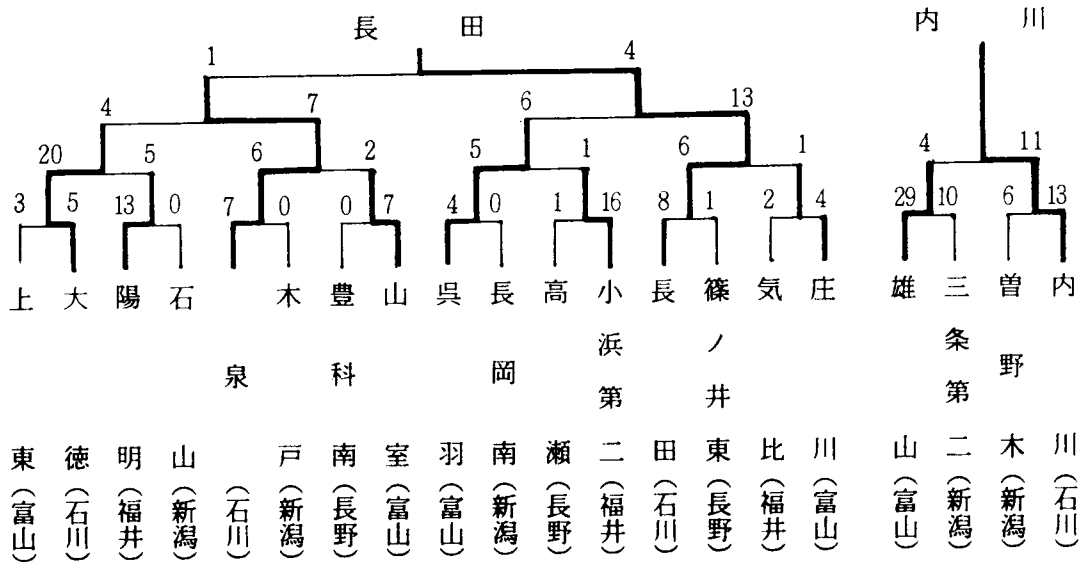 長田
内川
1 4
4 7 6 13 4 11
20 5 6 2 5 1 6 1
3 5 13 0 7 0 0 7 4 0 1 16 8 1 2 4 29 10 6 13
上東（富山）
大徳（石川）
陽明（福井）
石山（新潟）
泉（石川）
木戸（新潟）
豊科南（長野）
山室（富山）
呉羽（富山）
長岡南（新潟）
高瀬（長野）
小浜第二（福井）
長田（石川）
篠ノ井東（長野）
気比（福井）
庄川（富山）
雄山（富山）
三条第二（新潟）
曽野木（新潟）
内川（石川）